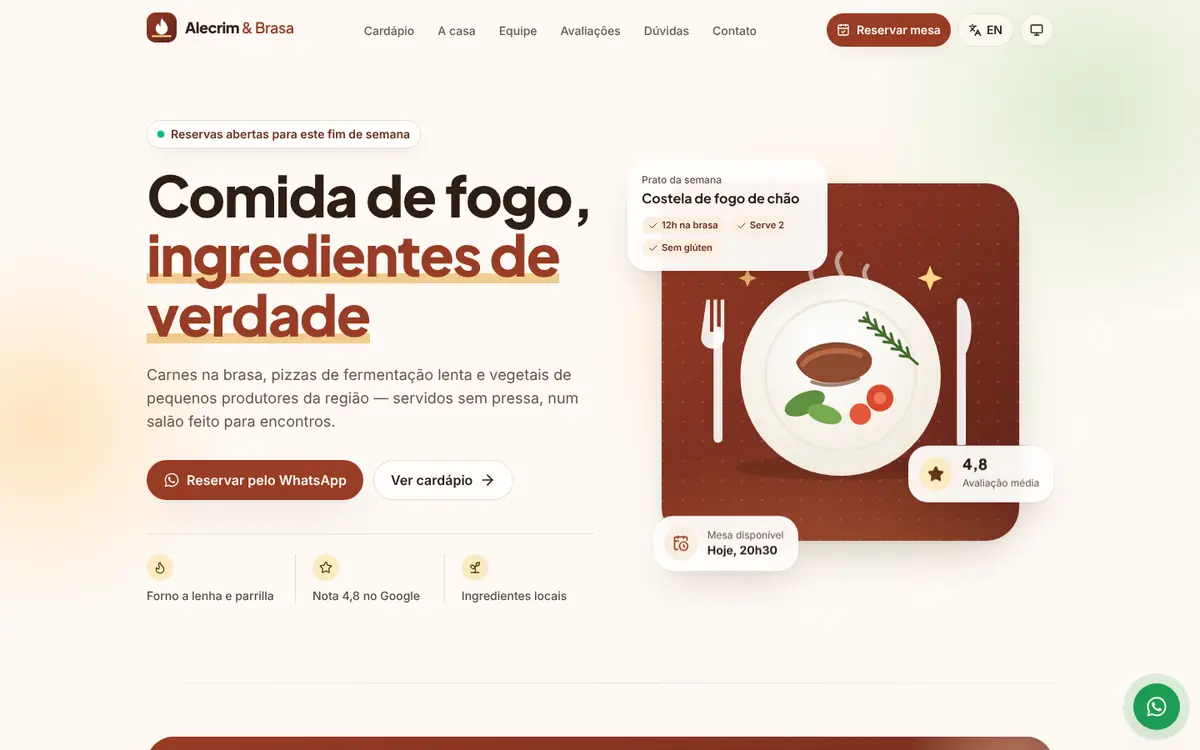 Alecrim & Brasa
Cardápio
A casa
Equipe
Avaliações
Dúvidas
Contato
Reservar mesa
EN
Reservas abertas para este fim de semana
Comida de fogo,
ingredientes de
verdade
Carnes na brasa, pizzas de fermentação lenta e vegetais de
pequenos produtores da região — servidos sem pressa, num
salão feito para encontros.
Reservar pelo WhatsApp
Ver cardápio
Forno a lenha e parrilla
Nota 4,8 no Google
Ingredientes locais
Prato da semana
Costela de fogo de chão
12h na brasa
Serve 2
Sem glúten
4,8
Avaliação média
Mesa disponível
Hoje, 20h30